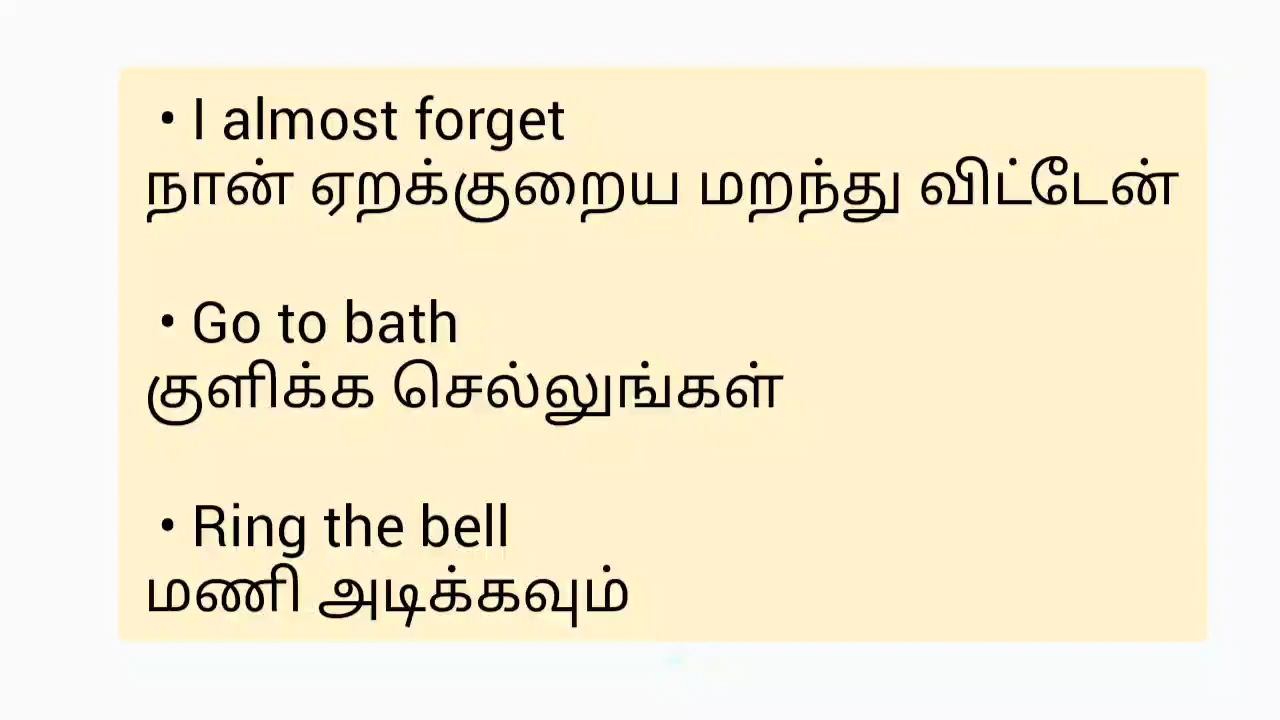 • I almost forget
நான் ஏறக்குறைய மறந்து விட்டேன்
• Go to bath
குளிக்க செல்லுங்கள்
• Ring the bell
மணி அடிக்கவும்